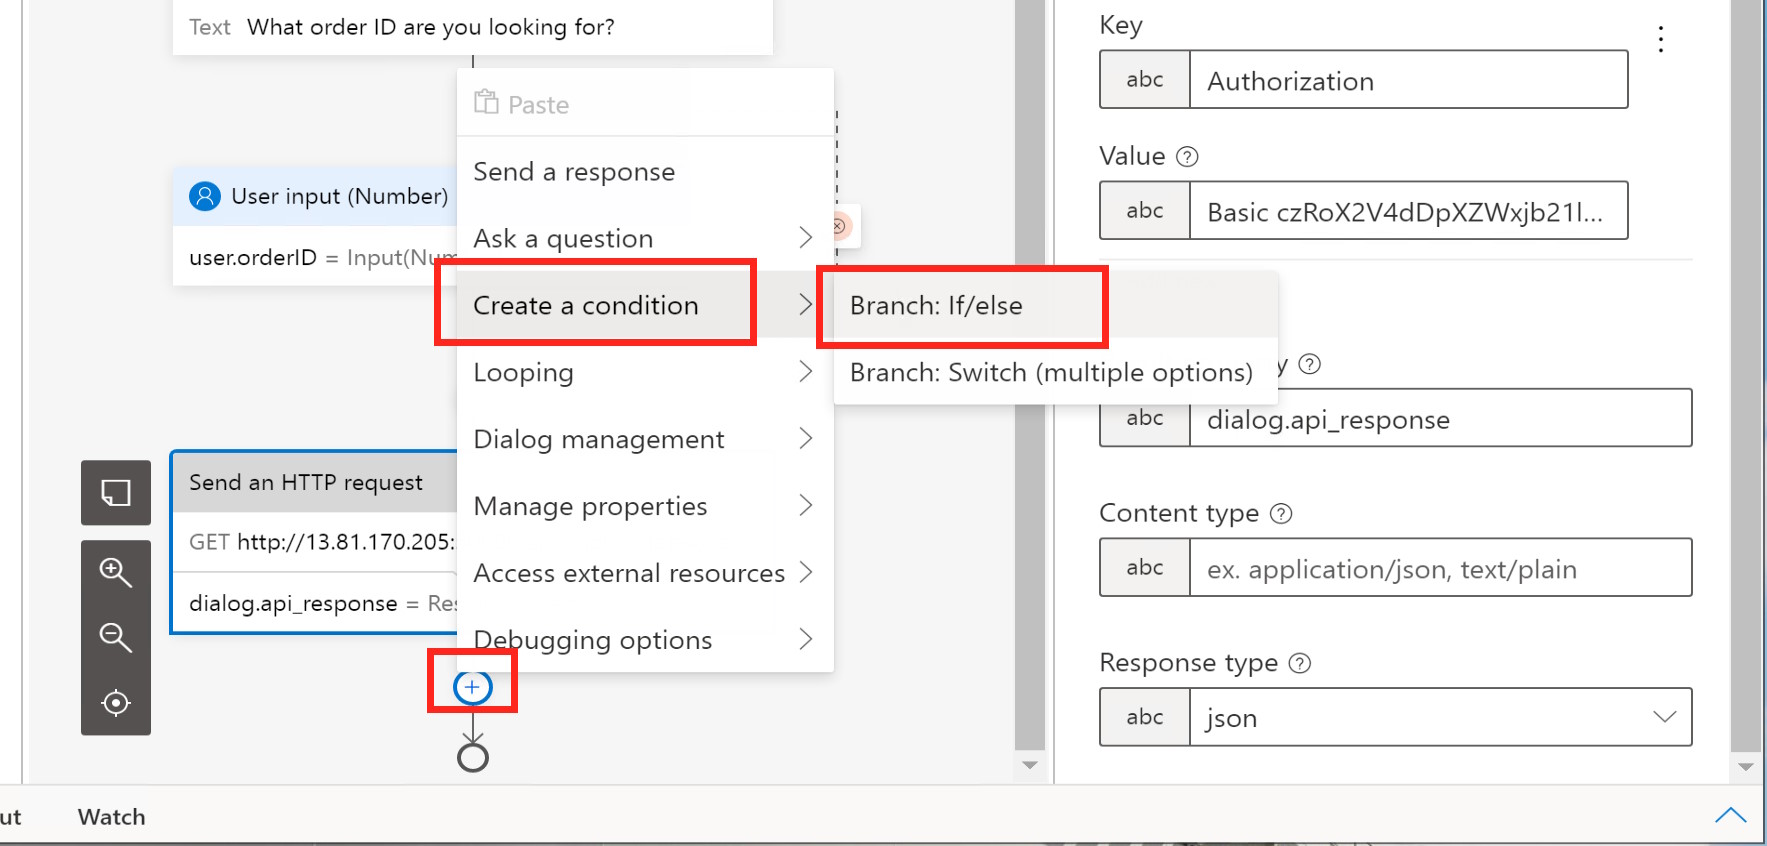 Text What order ID are you looking for?
Paste
Send a response
Ask a question
Create a condition
Looping
Dialog management
Manage properties
Access external resources
Debugging options
Branch: If/else
Branch: Switch (multiple options)
User input (Number)
user.orderID = Input(Num
Send an HTTP request
GET http://13.81.170.205:
dialog.api_response = Res
Key
abc Authorization
Value
abc Basic czRoX2V4dDpXZWxjb21l...
y
abc dialog.api_response
Content type
abc ex. application/json, text/plain
Response type
abc json
ut Watch